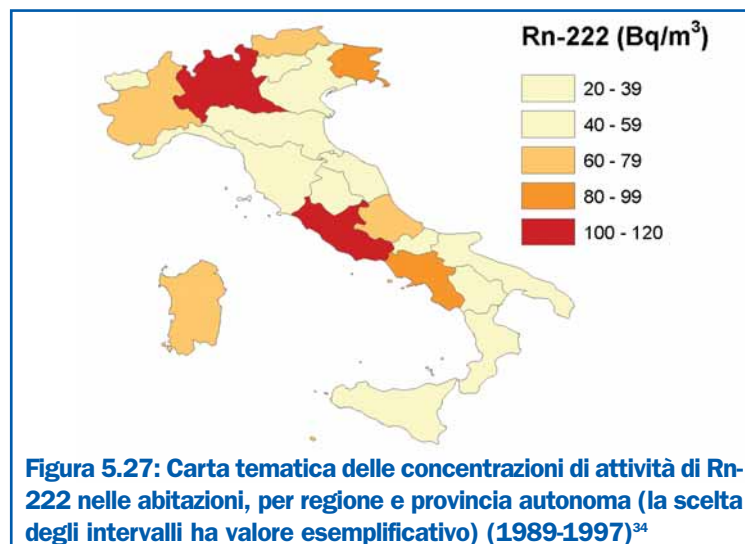 Rn-222 (Bq/m³)
20 - 39
40 - 59
60 - 79
80 - 99
100 - 120
Figura 5.27: Carta tematica delle concentrazioni di attività di Rn-
222 nelle abitazioni, per regione e provincia autonoma (la scelta
degli intervalli ha valore esemplificativo) (1989-1997)³⁴